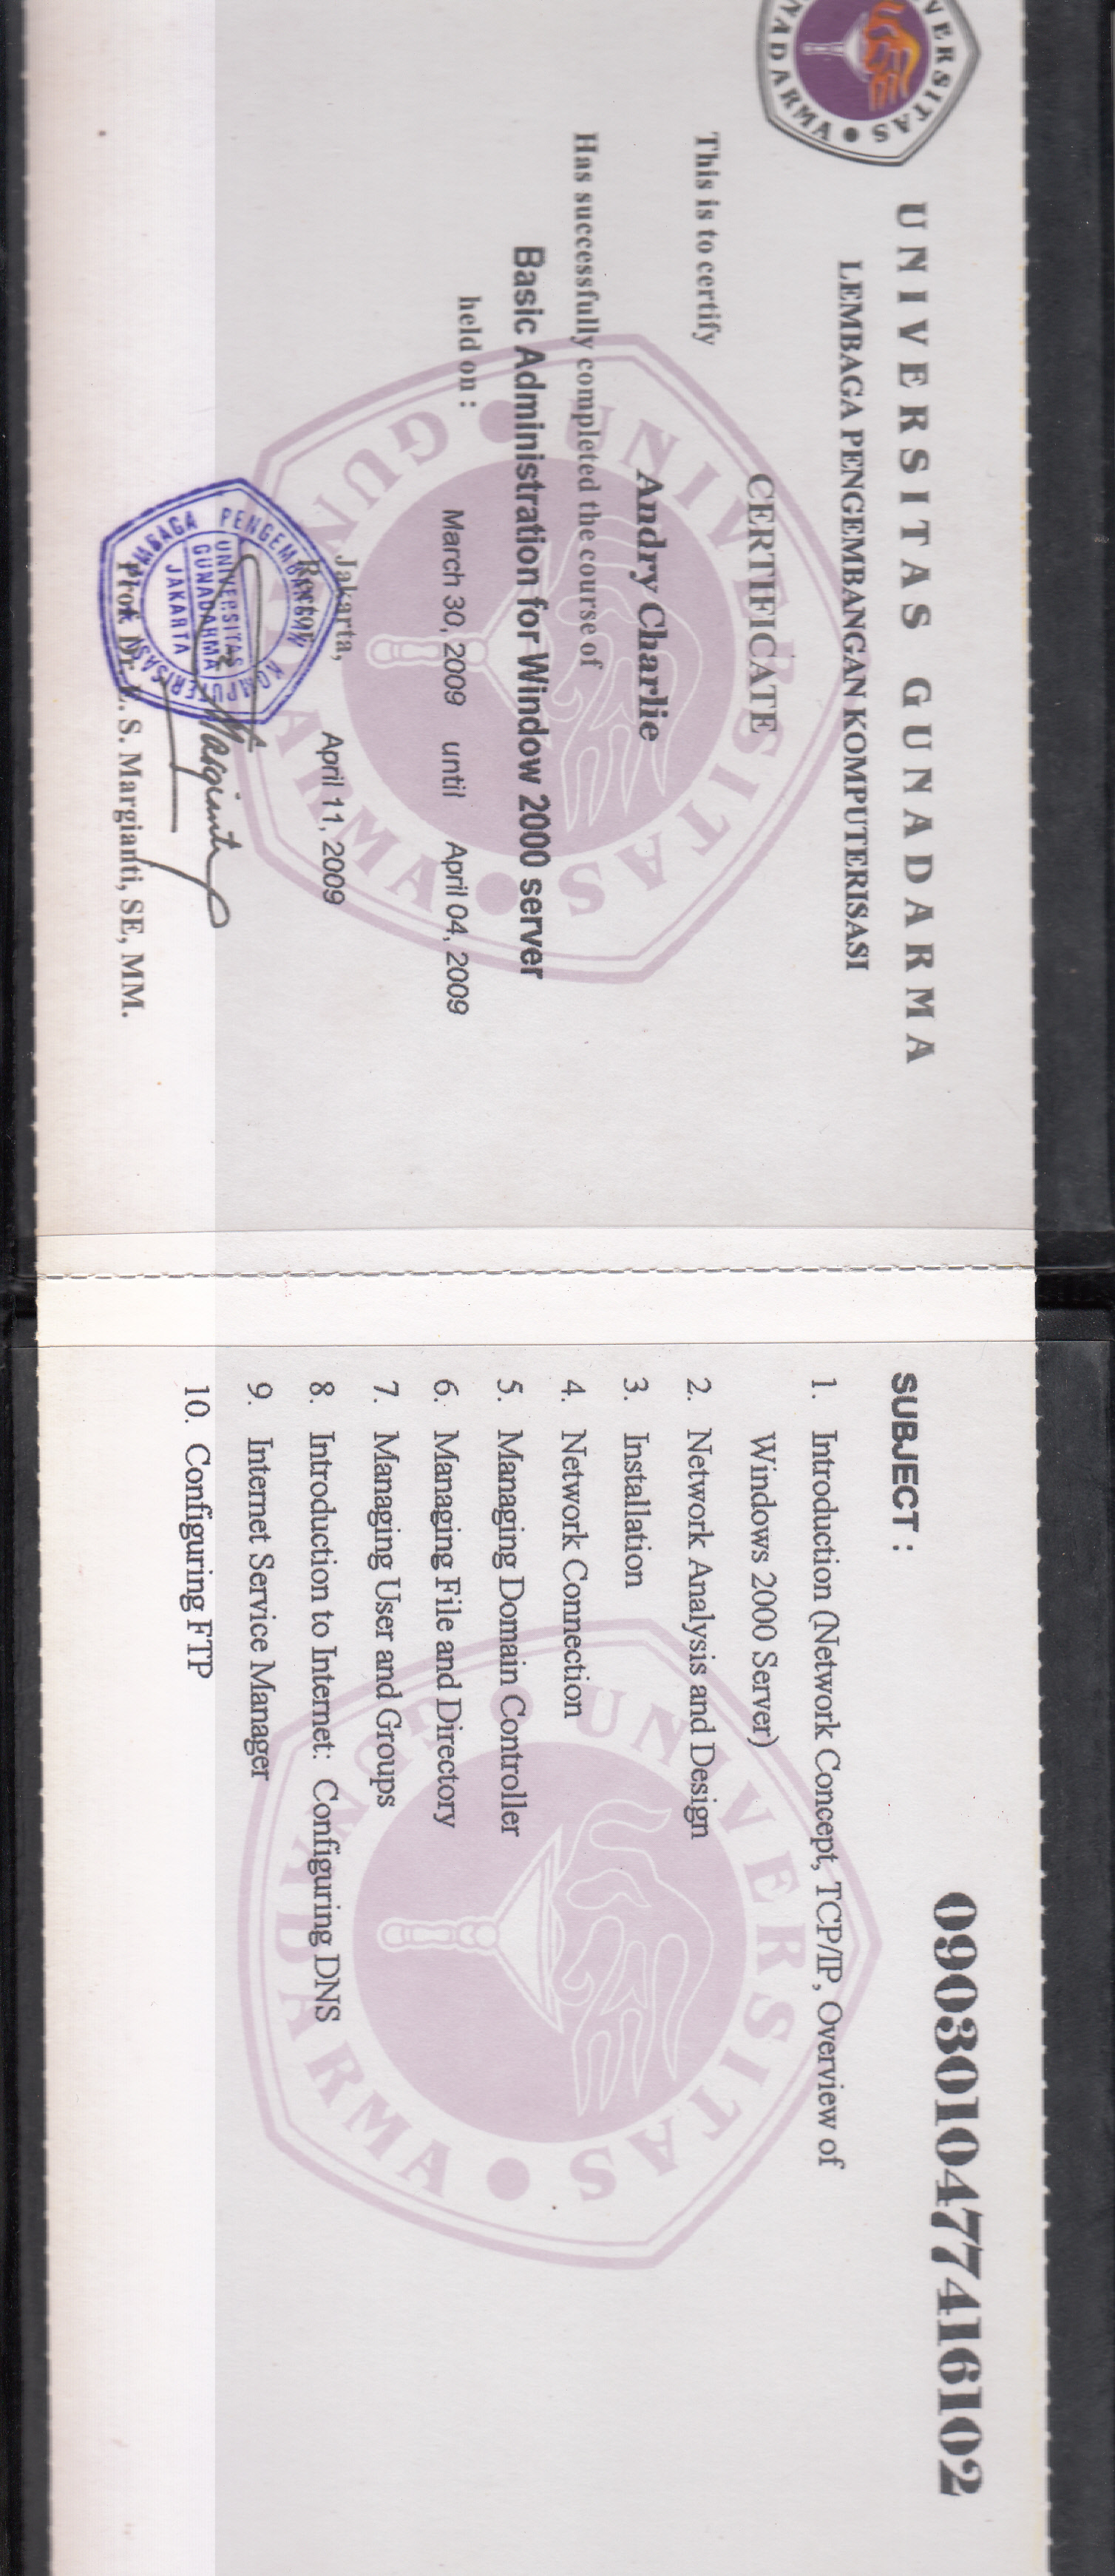 UNIVERSITAS GUNADARMA
LEMBAGA PENGEMBANGAN KOMPUTERISASI
CERTIFICATE
This is to certify
Andry Charlie
Has successfully completed the course of
Basic Administration for Window 2000 server
held on :
March 30, 2009 until April 04, 2009
Jakarta, April 11, 2009
Rector,
LEMBAGA PENGEMBANGAN KOMPUTERISASI
UNIVERSITAS
GUNADARMA
JAKARTA
Prof. Dr. E. S. Margianti, SE, MM.
0903010477416102
SUBJECT :
1. Introduction (Network Concept, TCP/IP, Overview of
Windows 2000 Server)
2. Network Analysis and Design
3. Installation
4. Network Connection
5. Managing Domain Controller
6. Managing File and Directory
7. Managing User and Groups
8. Introduction to Internet: Configuring DNS
9. Internet Service Manager
10. Configuring FTP
UNIVERSITAS GUNADARMA